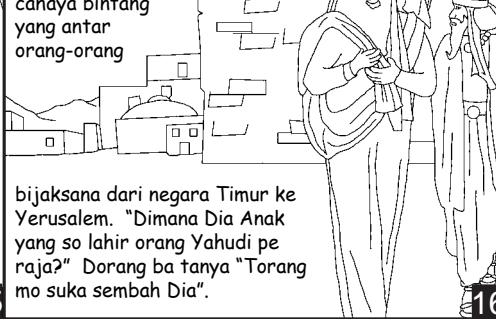 cahaya bintang
yang antar
orang-orang
bijaksana dari negara Timur ke
Yerusalem. “Dimana Dia Anak
yang so lahir orang Yahudi pe
raja?” Dorang ba tanya “Torang
mo suka sembah Dia”.
16